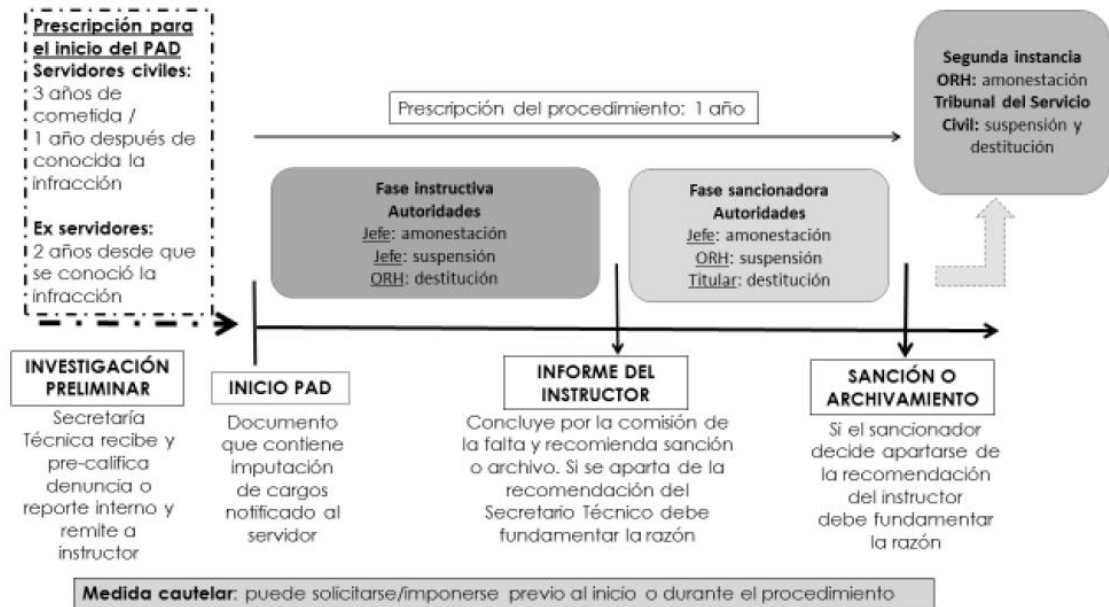 Prescripción para
el inicio del PAD
Servidores civiles:
3 años de
cometida /
1 año después de
conocida la
infracción
Ex servidores:
2 años desde que
se conoció la
infracción
Prescripción del procedimiento: 1 año
Segunda instancia
ORH: amonestación
Tribunal del Servicio
Civil: suspensión y
destitución
Fase instructiva
Autoridades
Jefe: amonestación
Jefe: suspensión
ORH: destitución
Fase sancionadora
Autoridades
Jefe: amonestación
ORH: suspensión
Titular: destitución
INVESTIGACIÓN
PRELIMINAR
Secretaría
Técnica recibe y
pre-califica
denuncia o
reporte interno y
remite a
instructor
INICIO PAD
Documento
que contiene
imputación
de cargos
notificado al
servidor
INFORME DEL
INSTRUCTOR
Concluye por la comisión de
la falta y recomienda sanción
o archivo. Si se aparta de la
recomendación del
Secretario Técnico debe
fundamentar la razón
SANCIÓN O
ARCHIVAMIENTO
Si el sancionador
decide apartarse de
la recomendación
del instructor
debe fundamentar
la razón
Medida cautelar: puede solicitarse/imponerse previo al inicio o durante el procedimiento